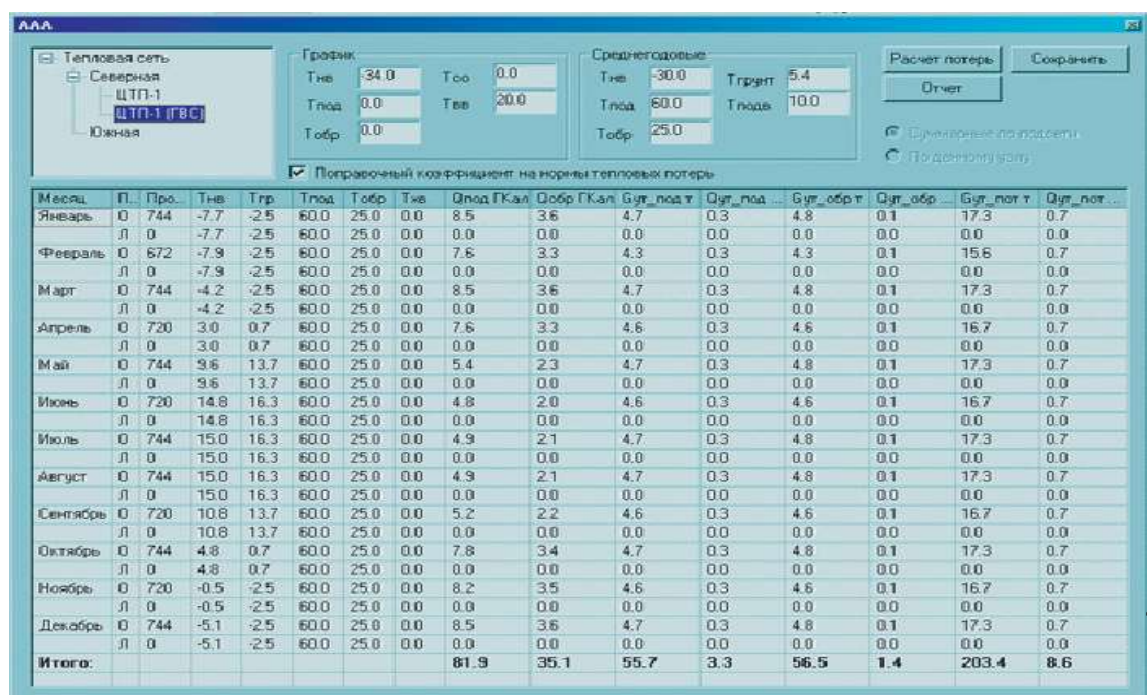 А.А.А.
Тепловая сеть
Северная
ЦТП-1
ЦТП-1 (ГВС)
Южная
График
Тнв -34.0 Тсо 0.0
Тпод 0.0 Твв 20.0
Тобр 0.0
Среднегодовые
Тнв -30.0 Тгрунт 5.4
Тпод 60.0 Тподв 10.0
Тобр 25.0
Расчет потерь Сохранить
Отчет
Суммарные по подсети
По данному узлу
Поправочный коэффициент на нормы тепловых потерь
Месяц П... Про... Тнв Тгр Тпод Тобр Тхв Qпод ГКал Qобр ГКал Gут_под т Qут_под ... Gут_обр т Qут_обр ... Gут_пот т Qут_пот ...
Январь О 744 -7.7 -2.5 60.0 25.0 0.0 8.5 3.6 4.7 0.3 4.8 0.1 17.3 0.7
Л 0 -7.7 -2.5 60.0 25.0 0.0 0.0 0.0 0.0 0.0 0.0 0.0 0.0 0.0
Февраль О 672 -7.9 -2.5 60.0 25.0 0.0 7.6 3.3 4.3 0.3 4.3 0.1 15.6 0.7
Л 0 -7.9 -2.5 60.0 25.0 0.0 0.0 0.0 0.0 0.0 0.0 0.0 0.0 0.0
Март О 744 -4.2 -2.5 60.0 25.0 0.0 8.5 3.6 4.7 0.3 4.8 0.1 17.3 0.7
Л 0 -4.2 -2.5 60.0 25.0 0.0 0.0 0.0 0.0 0.0 0.0 0.0 0.0 0.0
Апрель О 720 3.0 0.7 60.0 25.0 0.0 7.6 3.3 4.6 0.3 4.6 0.1 16.7 0.7
Л 0 3.0 0.7 60.0 25.0 0.0 0.0 0.0 0.0 0.0 0.0 0.0 0.0 0.0
Май О 744 9.6 13.7 60.0 25.0 0.0 5.4 2.3 4.7 0.3 4.8 0.1 17.3 0.7
Л 0 9.6 13.7 60.0 25.0 0.0 0.0 0.0 0.0 0.0 0.0 0.0 0.0 0.0
Июнь О 720 14.8 16.3 60.0 25.0 0.0 4.8 2.0 4.6 0.3 4.6 0.1 16.7 0.7
Л 0 14.8 16.3 60.0 25.0 0.0 0.0 0.0 0.0 0.0 0.0 0.0 0.0 0.0
Июль О 744 15.0 16.3 60.0 25.0 0.0 4.9 2.1 4.7 0.3 4.8 0.1 17.3 0.7
Л 0 15.0 16.3 60.0 25.0 0.0 0.0 0.0 0.0 0.0 0.0 0.0 0.0 0.0
Август О 744 15.0 16.3 60.0 25.0 0.0 4.9 2.1 4.7 0.3 4.8 0.1 17.3 0.7
Л 0 15.0 16.3 60.0 25.0 0.0 0.0 0.0 0.0 0.0 0.0 0.0 0.0 0.0
Сентябрь О 720 10.8 13.7 60.0 25.0 0.0 5.2 2.2 4.6 0.3 4.6 0.1 16.7 0.7
Л 0 10.8 13.7 60.0 25.0 0.0 0.0 0.0 0.0 0.0 0.0 0.0 0.0 0.0
Октябрь О 744 4.8 0.7 60.0 25.0 0.0 7.8 3.4 4.7 0.3 4.8 0.1 17.3 0.7
Л 0 4.8 0.7 60.0 25.0 0.0 0.0 0.0 0.0 0.0 0.0 0.0 0.0 0.0
Ноябрь О 720 -0.5 -2.5 60.0 25.0 0.0 8.2 3.5 4.6 0.3 4.6 0.1 16.7 0.7
Л 0 -0.5 -2.5 60.0 25.0 0.0 0.0 0.0 0.0 0.0 0.0 0.0 0.0 0.0
Декабрь О 744 -5.1 -2.5 60.0 25.0 0.0 8.5 3.6 4.7 0.3 4.8 0.1 17.3 0.7
Л 0 -5.1 -2.5 60.0 25.0 0.0 0.0 0.0 0.0 0.0 0.0 0.0 0.0 0.0
Итого: 81.9 35.1 55.7 3.3 56.5 1.4 203.4 8.6